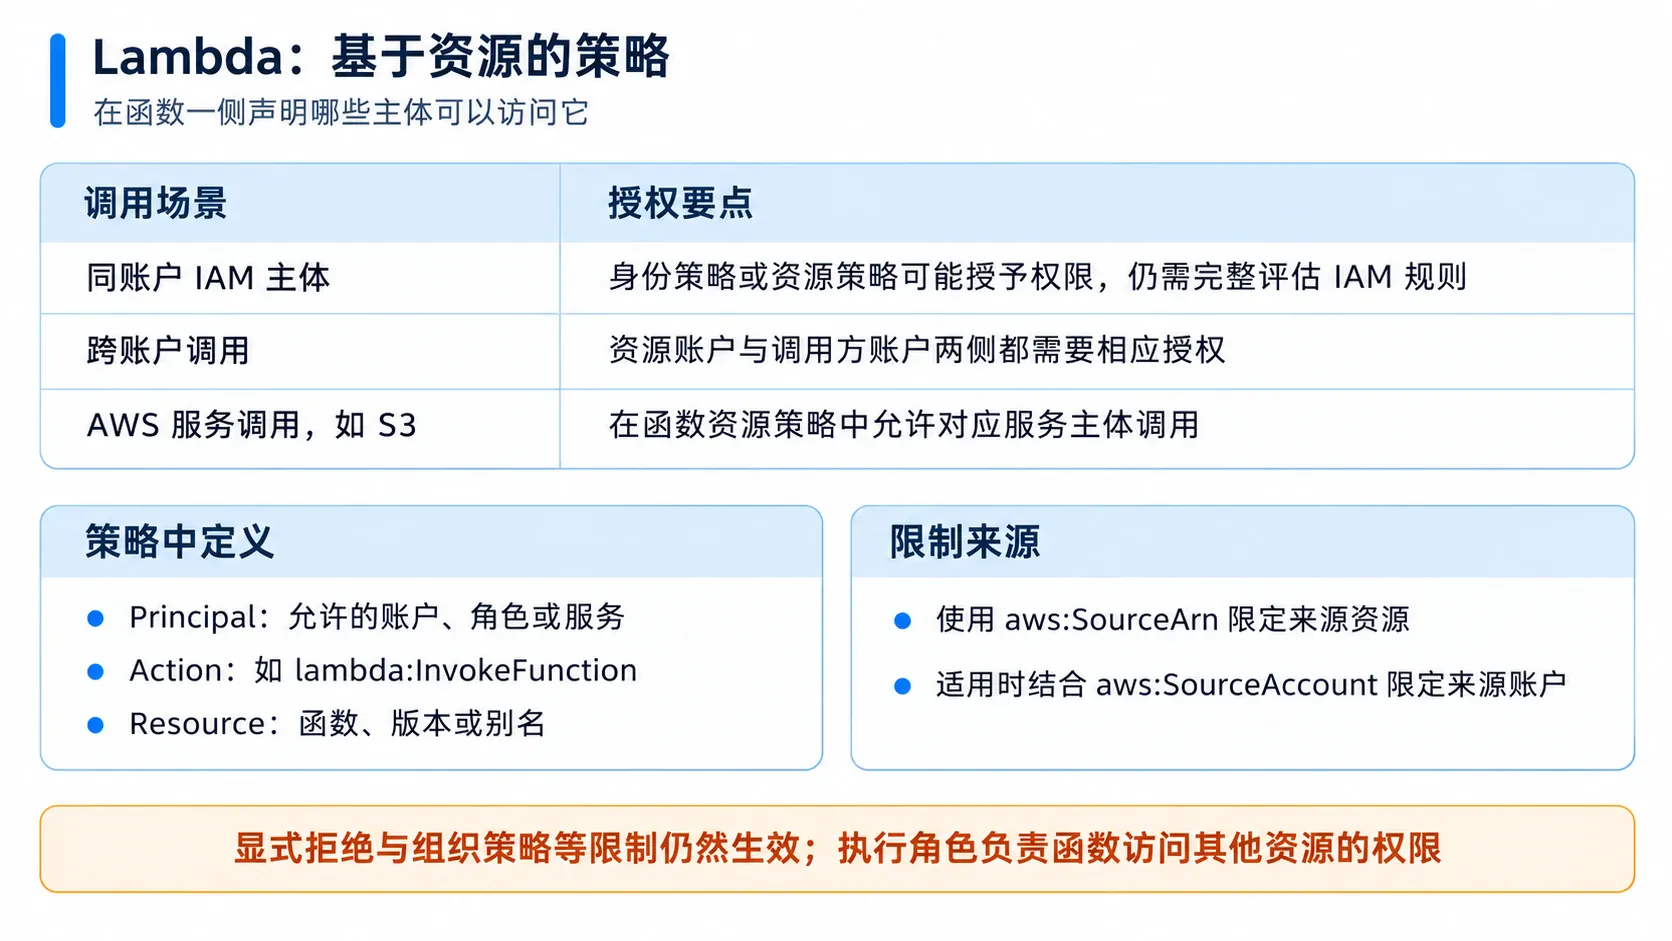 Lambda：基于资源的策略
在函数一侧声明哪些主体可以访问它
调用场景
授权要点
同账户 IAM 主体
身份策略或资源策略可能授予权限，仍需完整评估 IAM 规则
跨账户调用
资源账户与调用方账户两侧都需要相应授权
AWS 服务调用，如 S3
在函数资源策略中允许对应服务主体调用
策略中定义
Principal：允许的账户、角色或服务
Action：如 lambda:InvokeFunction
Resource：函数、版本或别名
限制来源
使用 aws:SourceArn 限定来源资源
适用时结合 aws:SourceAccount 限定来源账户
显式拒绝与组织策略等限制仍然生效；执行角色负责函数访问其他资源的权限